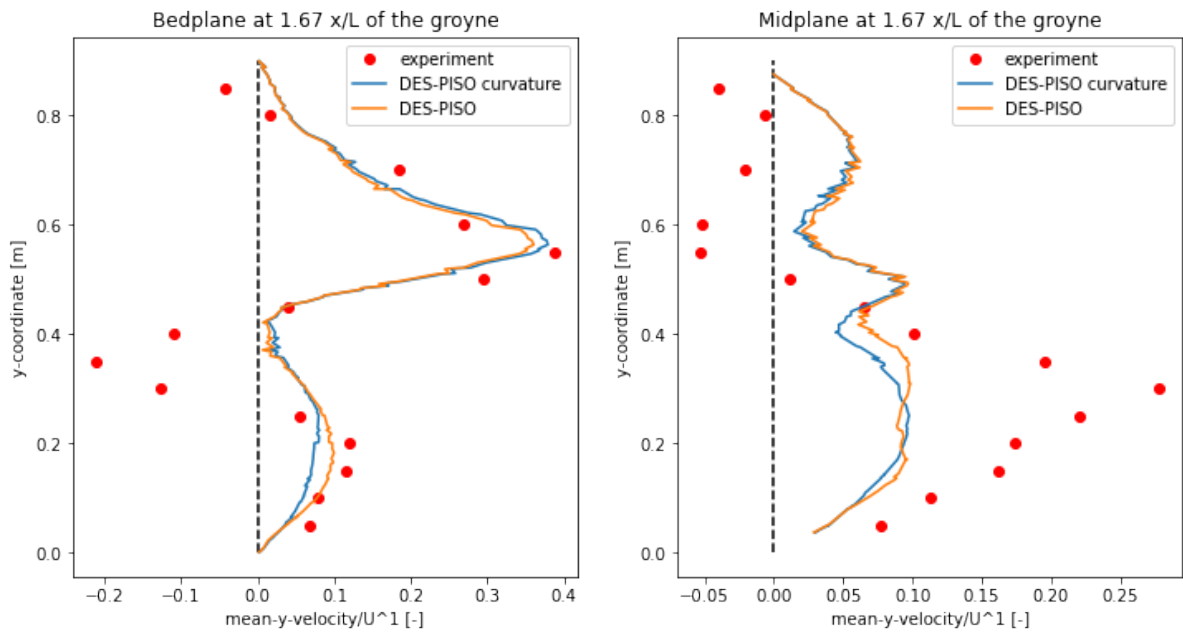 Bedplane at 1.67 x/L of the groyne
experiment
DES-PISO curvature
DES-PISO
y-coordinate [m]
0.8
0.6
0.4
0.2
0.0
−0.2 −0.1 0.0 0.1 0.2 0.3 0.4
mean-y-velocity/U^1 [-]
Midplane at 1.67 x/L of the groyne
experiment
DES-PISO curvature
DES-PISO
y-coordinate [m]
0.8
0.6
0.4
0.2
0.0
−0.05 0.00 0.05 0.10 0.15 0.20 0.25
mean-y-velocity/U^1 [-]